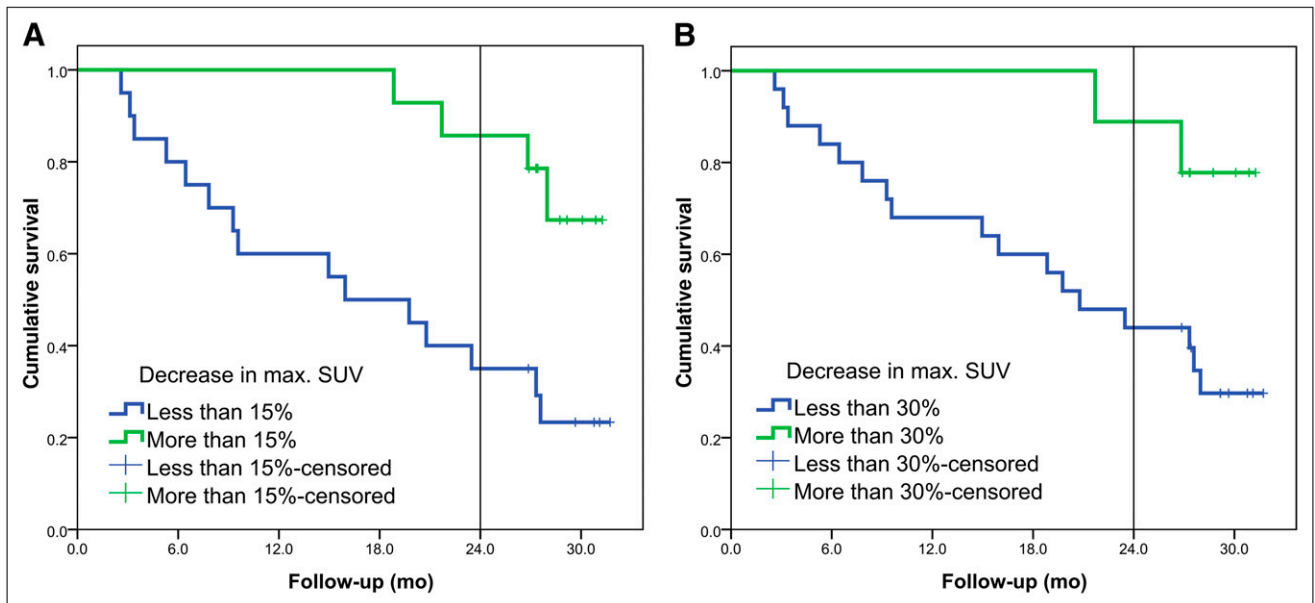 A
Cumulative survival
1.0
0.8
0.6
0.4
0.2
0.0
Decrease in max. SUV
Less than 15%
More than 15%
Less than 15%-censored
More than 15%-censored
0.0 6.0 12.0 18.0 24.0 30.0
Follow-up (mo)
B
Cumulative survival
1.0
0.8
0.6
0.4
0.2
0.0
Decrease in max. SUV
Less than 30%
More than 30%
Less than 30%-censored
More than 30%-censored
0.0 6.0 12.0 18.0 24.0 30.0
Follow-up (mo)